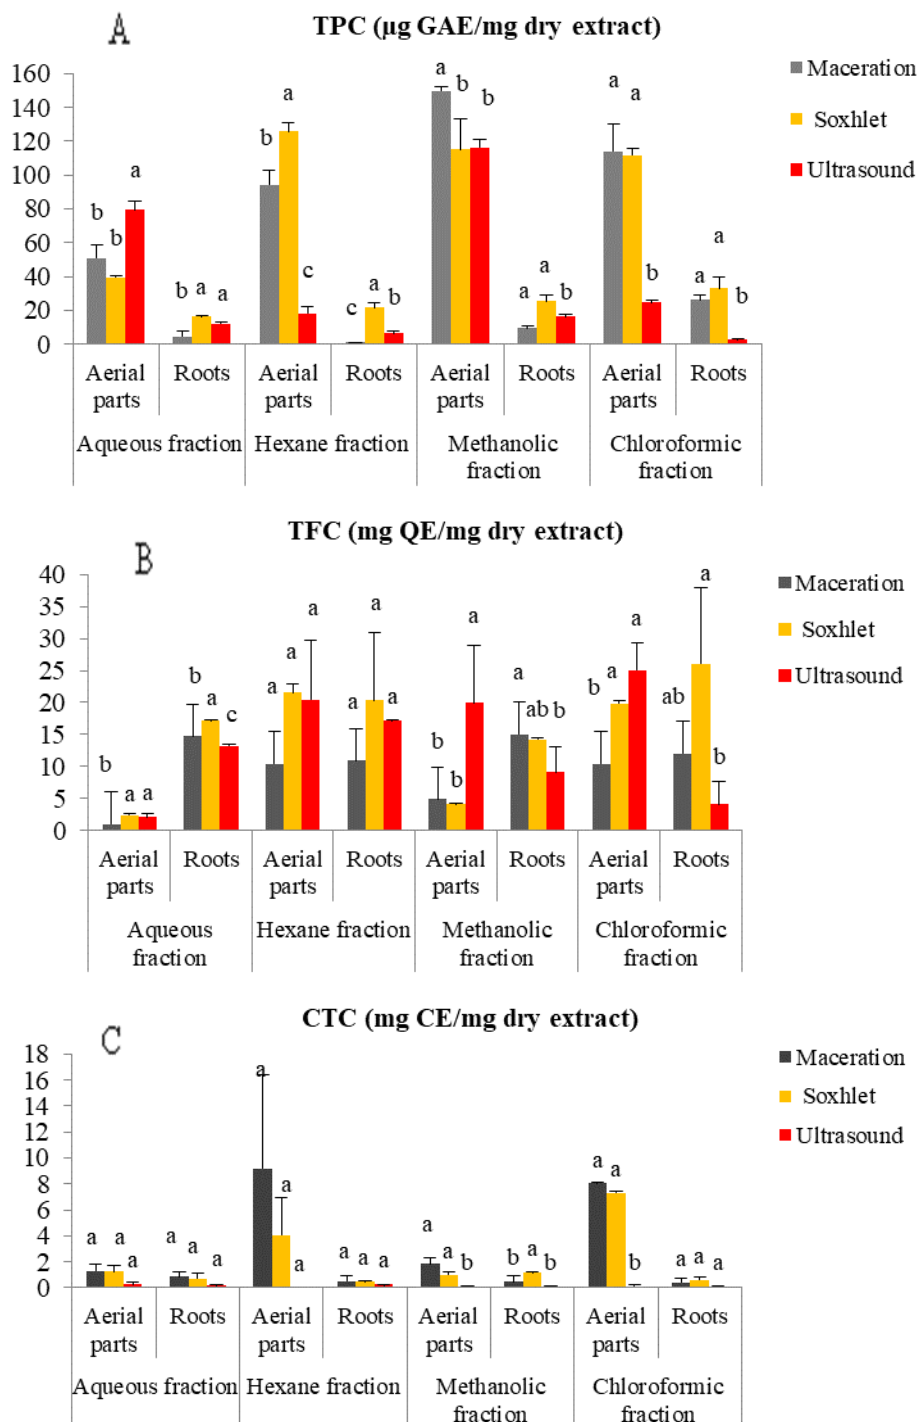 A
TPC (µg GAE/mg dry extract)
Maceration
Soxhlet
Ultrasound
160
140
120
100
80
60
40
20
0
b b a b a a b a c c a b a b b a a b a a b a a b
Aerial parts Roots Aerial parts Roots Aerial parts Roots Aerial parts Roots
Aqueous fraction Hexane fraction Methanolic fraction Chloroformic fraction
B
TFC (mg QE/mg dry extract)
Maceration
Soxhlet
Ultrasound
40
35
30
25
20
15
10
5
0
b a a b a c a a a a a a b b a a ab b b a a ab a b
Aerial parts Roots Aerial parts Roots Aerial parts Roots Aerial parts Roots
Aqueous fraction Hexane fraction Methanolic fraction Chloroformic fraction
C
CTC (mg CE/mg dry extract)
Maceration
Soxhlet
Ultrasound
18
16
14
12
10
8
6
4
2
0
a a a a a a a a a a a a a a b b a b a a b a a a
Aerial parts Roots Aerial parts Roots Aerial parts Roots Aerial parts Roots
Aqueous fraction Hexane fraction Methanolic fraction Chloroformic fraction